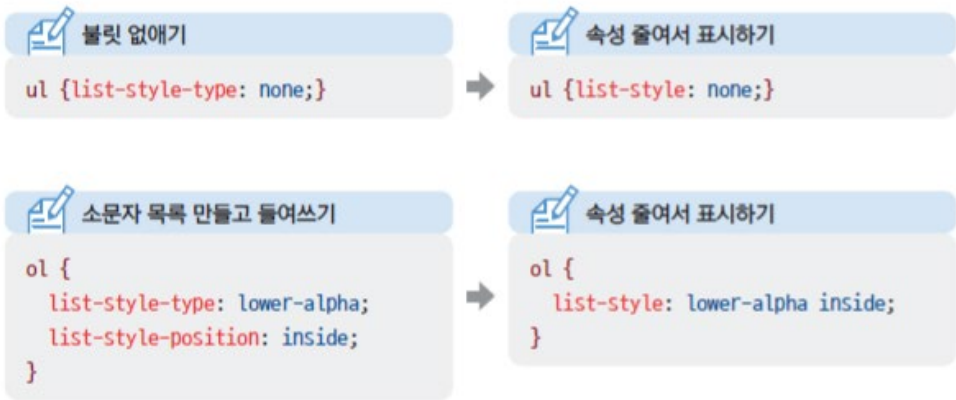 불릿 없애기
ul {list-style-type: none;}
속성 줄여서 표시하기
ul {list-style: none;}
소문자 목록 만들고 들여쓰기
ol {
list-style-type: lower-alpha;
list-style-position: inside;
}
속성 줄여서 표시하기
ol {
list-style: lower-alpha inside;
}